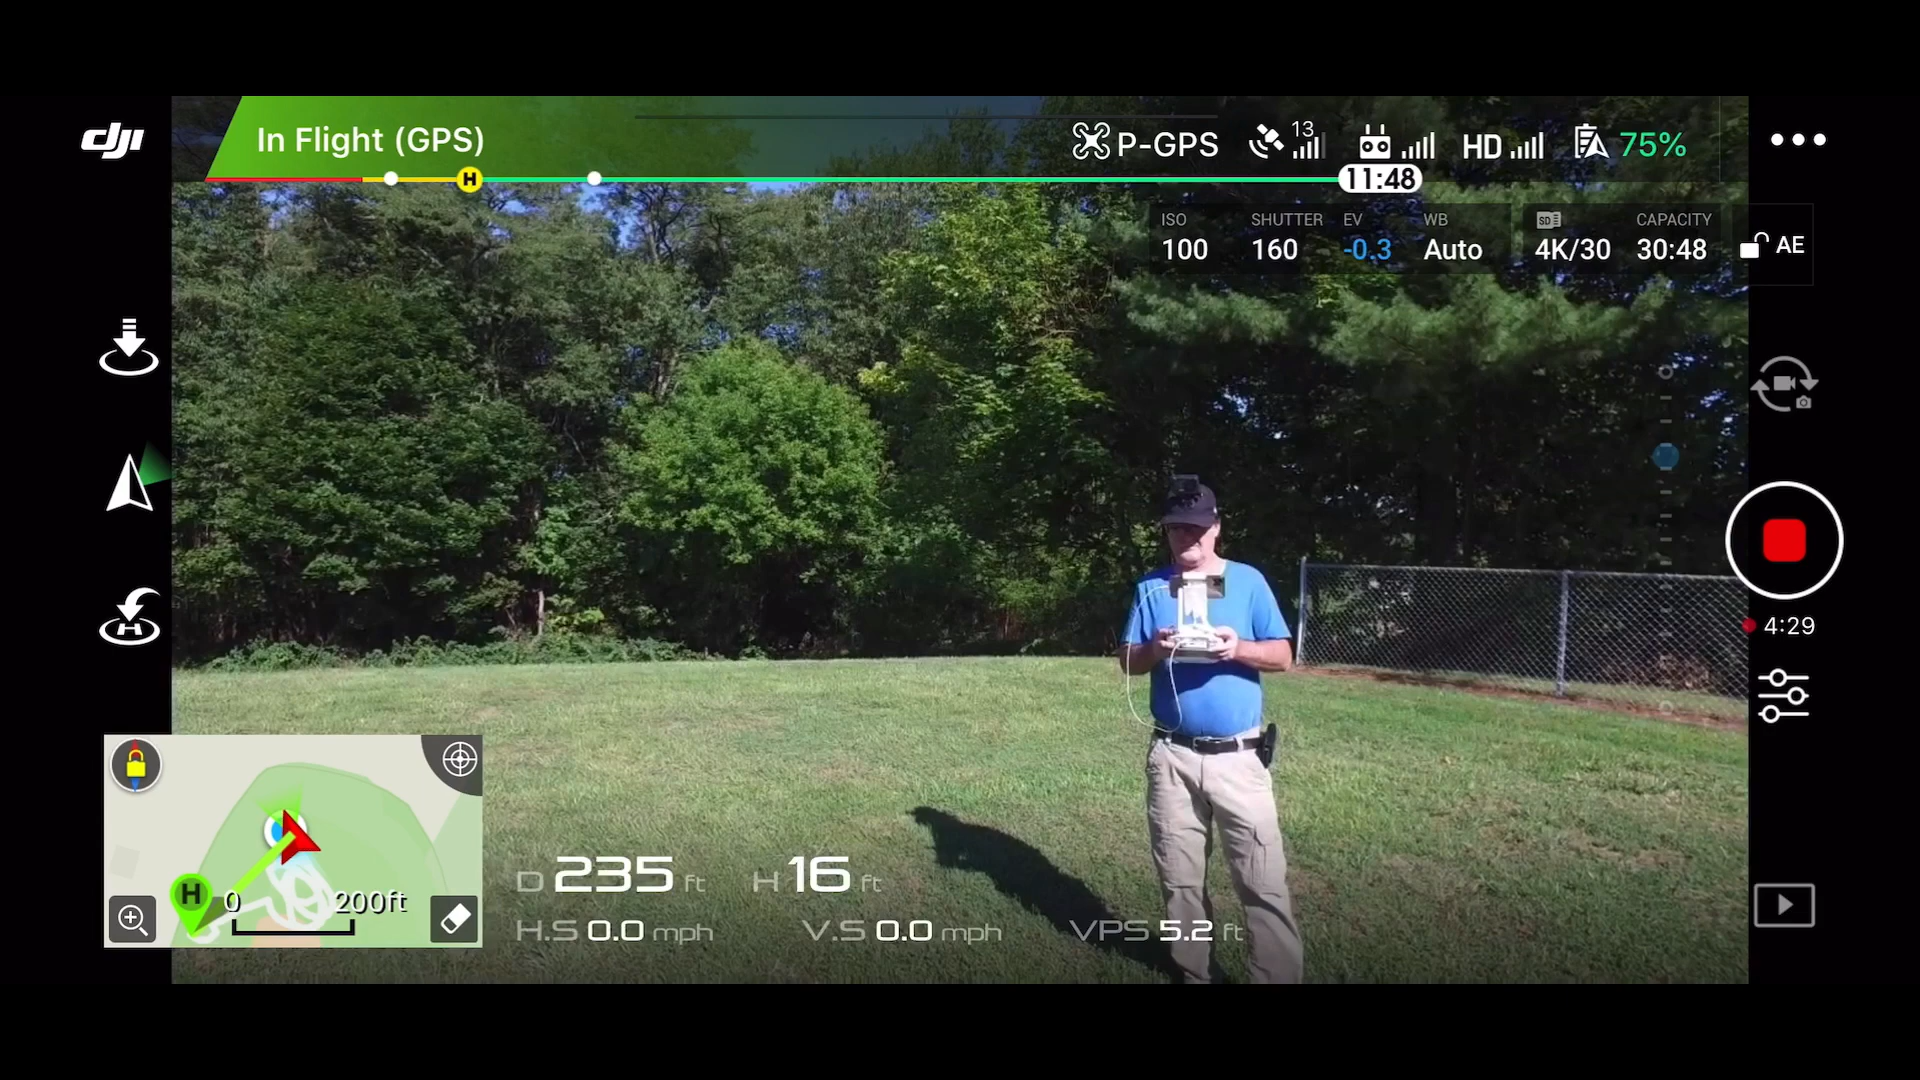 dji
In Flight (GPS)
P-GPS
13
HD
75%
H
11:48
ISO
100
SHUTTER
160
EV
-0.3
WB
Auto
SD
4K/30
CAPACITY
30:48
AE
H
4:29
H
0
200ft
D 235 ft
H 16 ft
H.S 0.0 mph
V.S 0.0 mph
VPS 5.2 ft